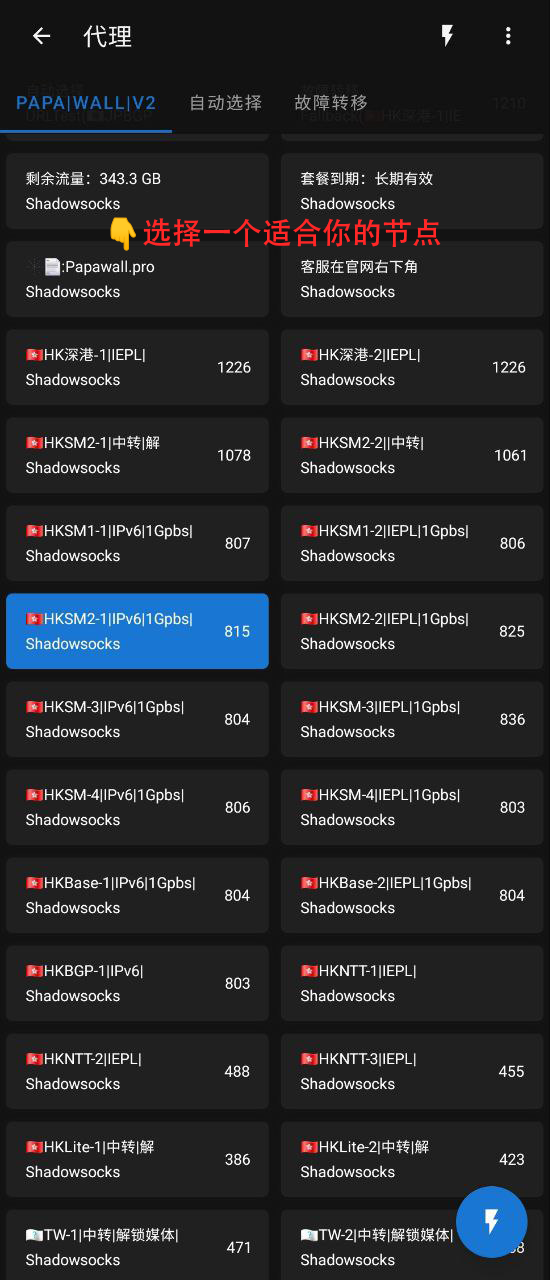 代理
PAPA|WALL|V2 自动选择 故障转移
1210
剩余流量：343.3 GB
Shadowsocks
套餐到期：长期有效
Shadowsocks
👇选择一个适合你的节点
:Papawall.pro
Shadowsocks
客服在官网右下角
Shadowsocks
🇭🇰HK深港-1|IEPL|
Shadowsocks
1226
🇭🇰HK深港-2|IEPL|
Shadowsocks
1226
🇭🇰HKSM2-1|中转|解
Shadowsocks
1078
🇭🇰HKSM2-2||中转|
Shadowsocks
1061
🇭🇰HKSM1-1|IPv6|1Gpbs|
Shadowsocks
807
🇭🇰HKSM1-2|IEPL|1Gpbs|
Shadowsocks
806
🇭🇰HKSM2-1|IPv6|1Gpbs|
Shadowsocks
815
🇭🇰HKSM2-2|IEPL|1Gpbs|
Shadowsocks
825
🇭🇰HKSM-3|IPv6|1Gpbs|
Shadowsocks
804
🇭🇰HKSM-3|IEPL|1Gpbs|
Shadowsocks
836
🇭🇰HKSM-4|IPv6|1Gpbs|
Shadowsocks
806
🇭🇰HKSM-4|IEPL|1Gpbs|
Shadowsocks
803
🇭🇰HKBase-1|IPv6|1Gpbs|
Shadowsocks
804
🇭🇰HKBase-2|IEPL|1Gpbs|
Shadowsocks
804
🇭🇰HKBGP-1|IPv6|
Shadowsocks
803
🇭🇰HKNTT-1|IEPL|
Shadowsocks
🇭🇰HKNTT-2|IEPL|
Shadowsocks
488
🇭🇰HKNTT-3|IEPL|
Shadowsocks
455
🇭🇰HKLite-1|中转|解
Shadowsocks
386
🇭🇰HKLite-2|中转|解
Shadowsocks
423
TW-1|中转|解锁媒体|
Shadowsocks
471
TW-2|中转|解锁媒体|
Shadowsocks